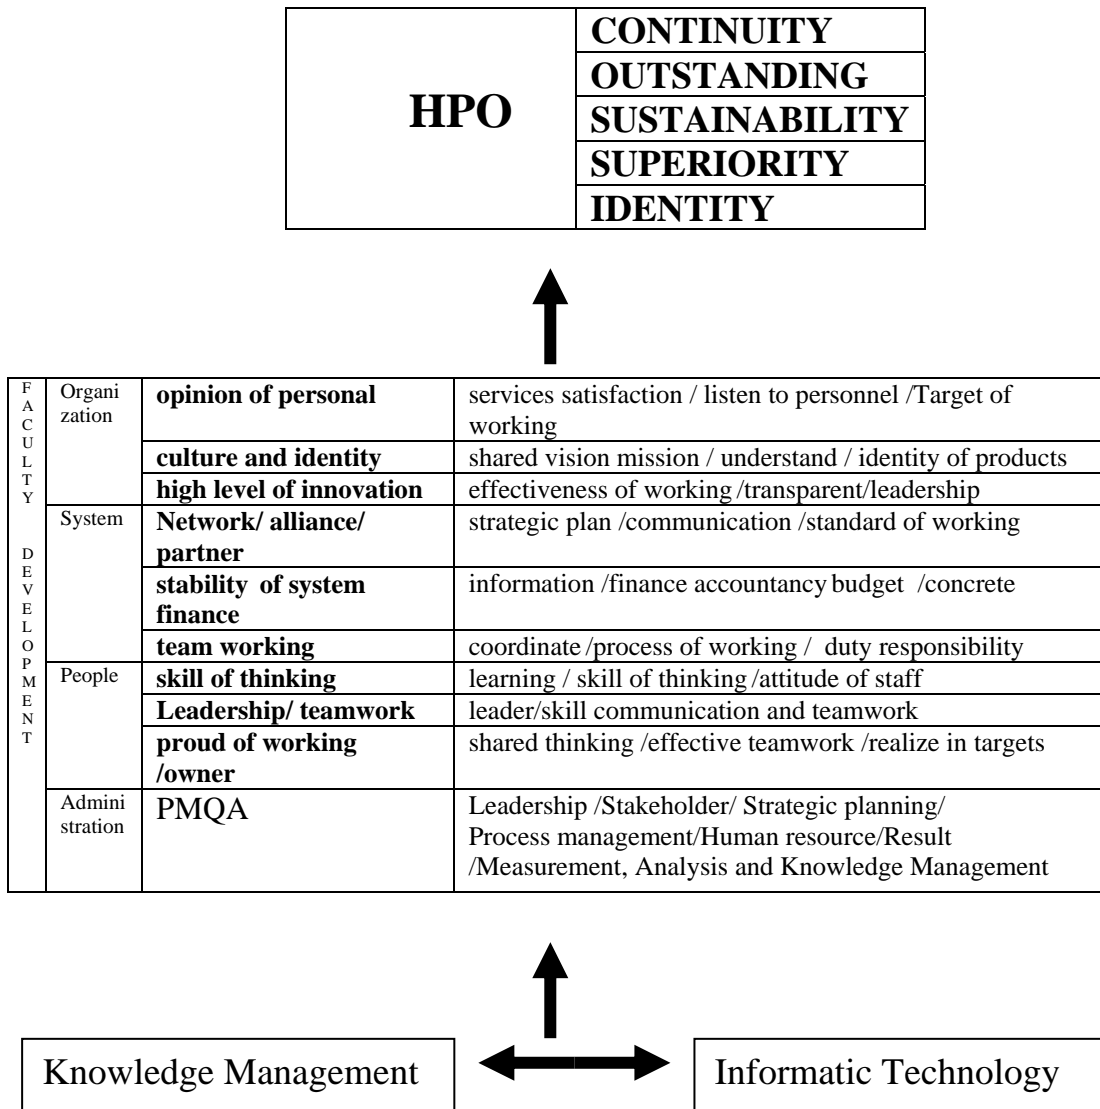 HPO
CONTINUITY
OUTSTANDING
SUSTAINABILITY
SUPERIORITY
IDENTITY
FACULTY DEVELOPMENT
Organi
zation
opinion of personal
services satisfaction / listen to personnel /Target of
working
culture and identity
shared vision mission / understand / identity of products
high level of innovation
effectiveness of working /transparent/leadership
System
Network/ alliance/
partner
strategic plan /communication /standard of working
stability of system
finance
information /finance accountancy budget /concrete
team working
coordinate /process of working / duty responsibility
People
skill of thinking
learning / skill of thinking /attitude of staff
Leadership/ teamwork
leader/skill communication and teamwork
proud of working
/owner
shared thinking /effective teamwork /realize in targets
Admini
stration
PMQA
Leadership /Stakeholder/ Strategic planning/
Process management/Human resource/Result
/Measurement, Analysis and Knowledge Management
Knowledge Management
Informatic Technology